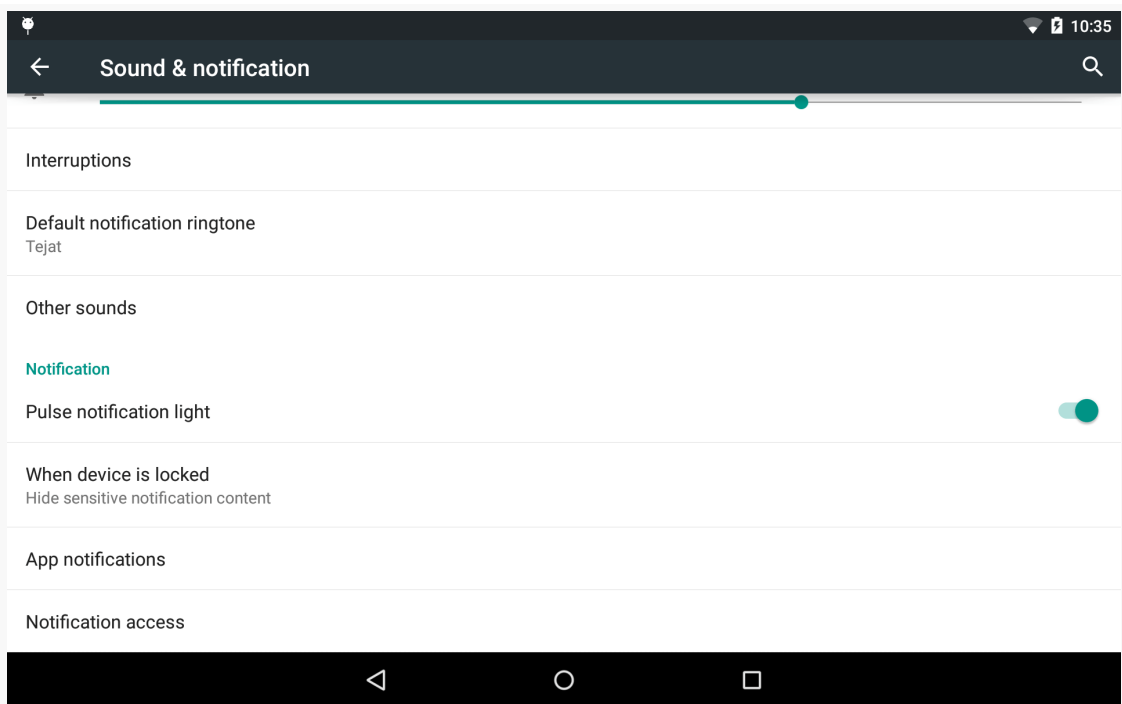 10:35
Sound & notification
Interruptions
Default notification ringtone
Tejat
Other sounds
Notification
Pulse notification light
When device is locked
Hide sensitive notification content
App notifications
Notification access